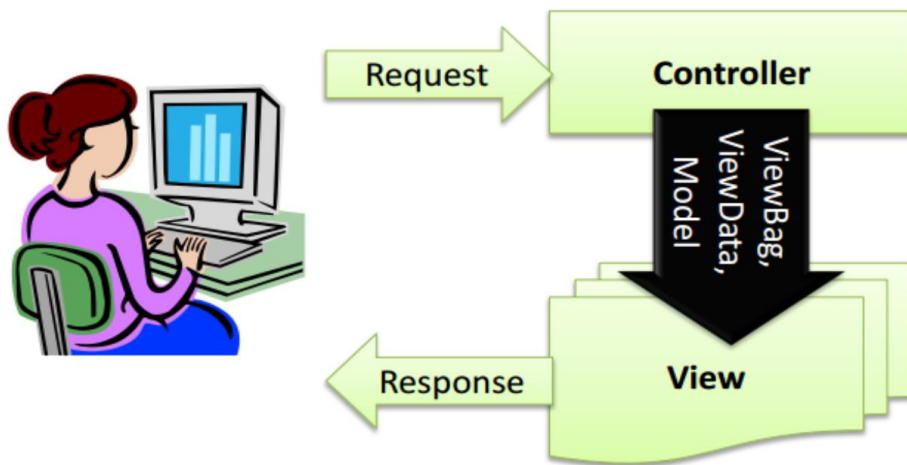 Request
Controller
ViewBag,
ViewData,
Model
Response
View